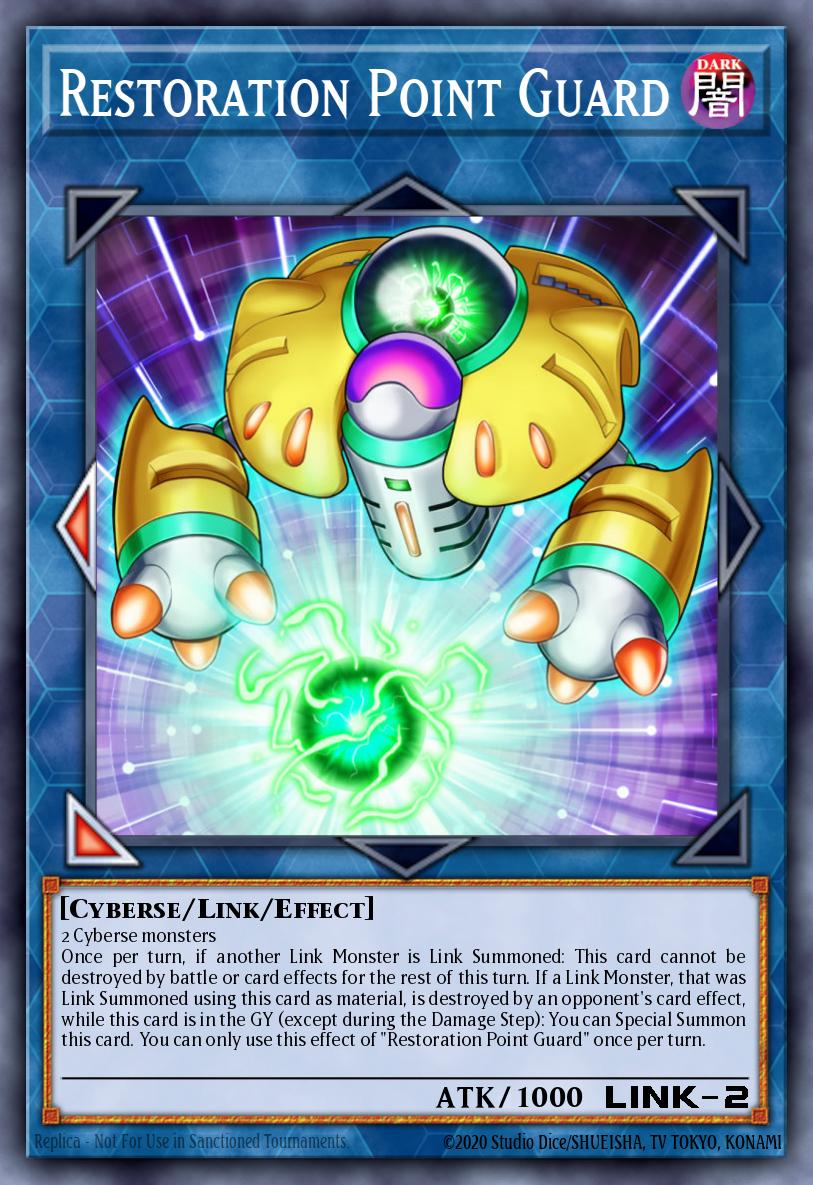 Restoration Point Guard
DARK
闇
[Cyberse/Link/Effect]
2 Cyberse monsters
Once per turn, if another Link Monster is Link Summoned: This card cannot be
destroyed by battle or card effects for the rest of this turn. If a Link Monster, that was
Link Summoned using this card as material, is destroyed by an opponent's card effect,
while this card is in the GY (except during the Damage Step): You can Special Summon
this card. You can only use this effect of "Restoration Point Guard" once per turn.
ATK/1000 LINK-2
Replica - Not For Use in Sanctioned Tournaments.
©2020 Studio Dice/SHUEISHA, TV TOKYO, KONAMI